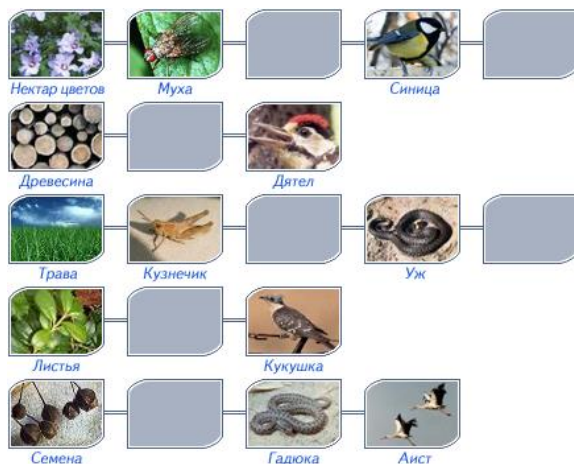 Нектар цветов Муха Синица
Древесина Дятел
Трава Кузнечик Уж
Листья Кукушка
Семена Гадюка Аист